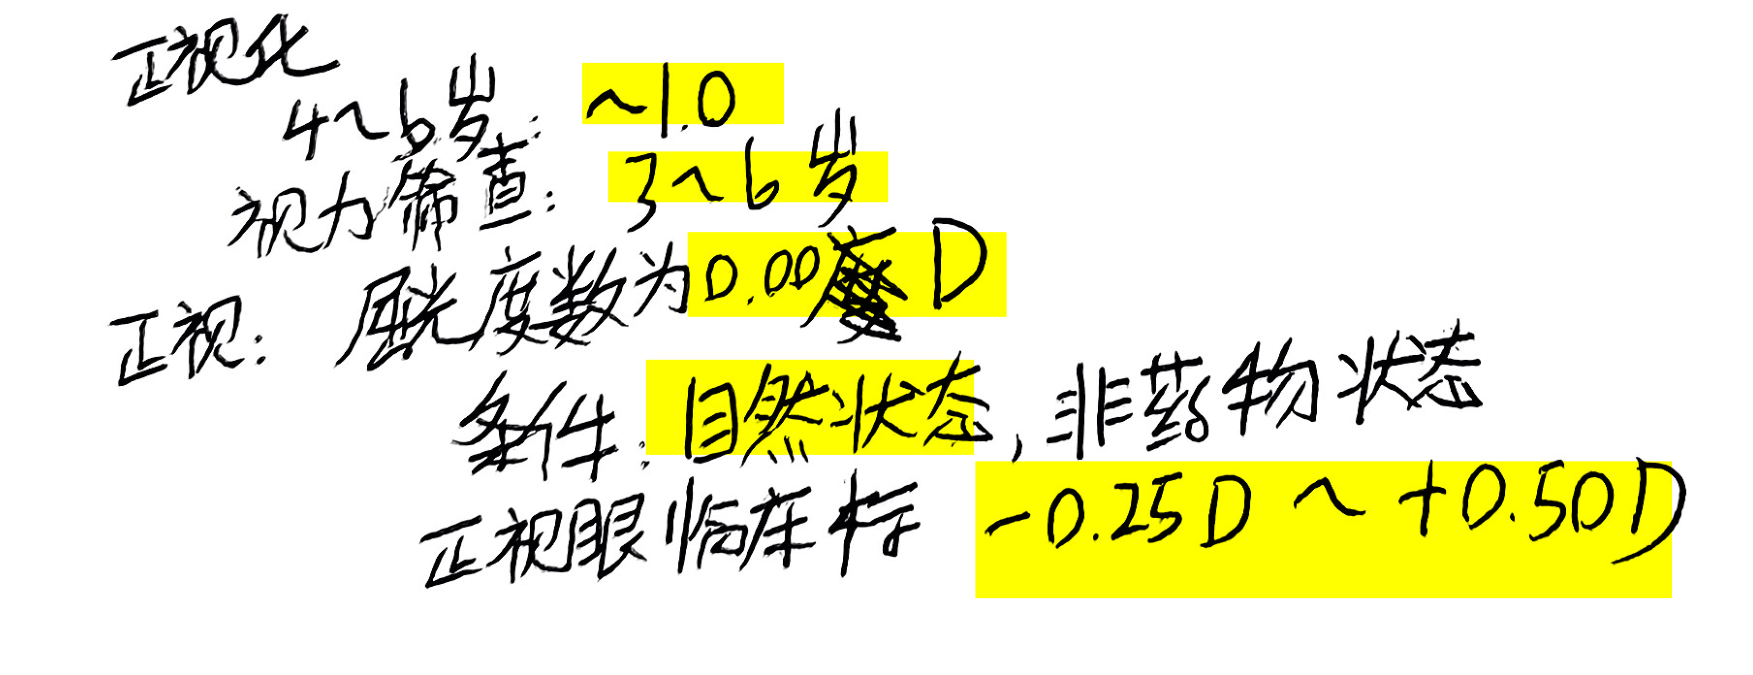 正视化
4~6岁: ~1.0
视力筛查: 3~6岁
正视: 屈光度数为0.00D
条件: 自然状态, 非药物状态
正视眼临床标 -0.25D ~ +0.50D